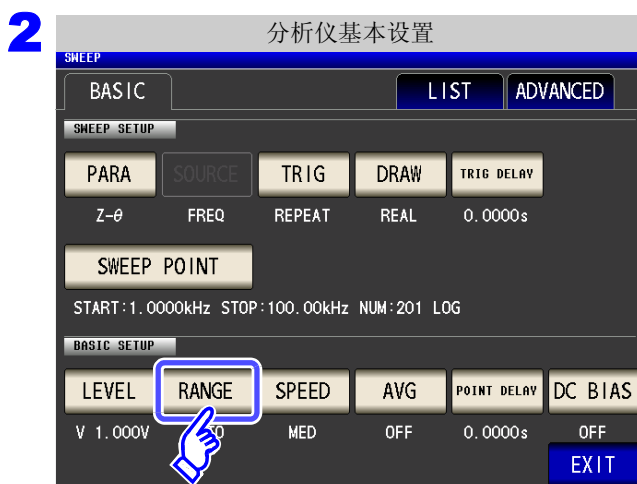 2
分析仪基本设置
SWEEP
BASIC LIST ADVANCED
SWEEP SETUP
PARA SOURCE TRIG DRAW TRIG DELAY
Z-θ FREQ REPEAT REAL 0.0000s
SWEEP POINT
START:1.0000kHz STOP:100.00kHz NUM:201 LOG
BASIC SETUP
LEVEL RANGE SPEED AVG POINT DELAY DC BIAS
V 1.000V MED OFF 0.0000s OFF
EXIT